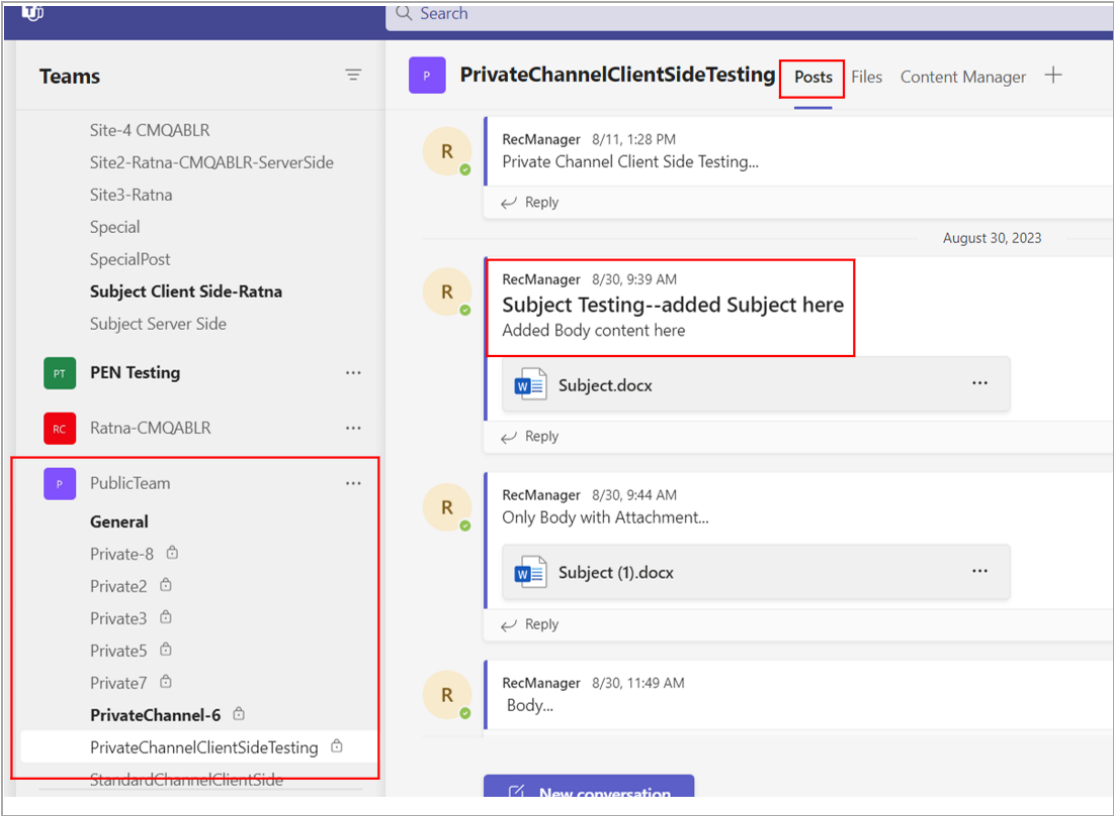 Search
Teams
Site-4 CMQABLR
Site2-Ratna-CMQABLR-ServerSide
Site3-Ratna
Special
SpecialPost
Subject Client Side-Ratna
Subject Server Side
PT PEN Testing
RC Ratna-CMQABLR
P PublicTeam
General
Private-8
Private2
Private3
Private5
Private7
PrivateChannel-6
PrivateChannelClientSideTesting
StandardChannelClientSide
P PrivateChannelClientSideTesting Posts Files Content Manager
R RecManager 8/11, 1:28 PM
Private Channel Client Side Testing...
Reply
August 30, 2023
R RecManager 8/30, 9:39 AM
Subject Testing--added Subject here
Added Body content here
W Subject.docx
Reply
R RecManager 8/30, 9:44 AM
Only Body with Attachment...
W Subject (1).docx
Reply
R RecManager 8/30, 11:49 AM
Body...
New conversation